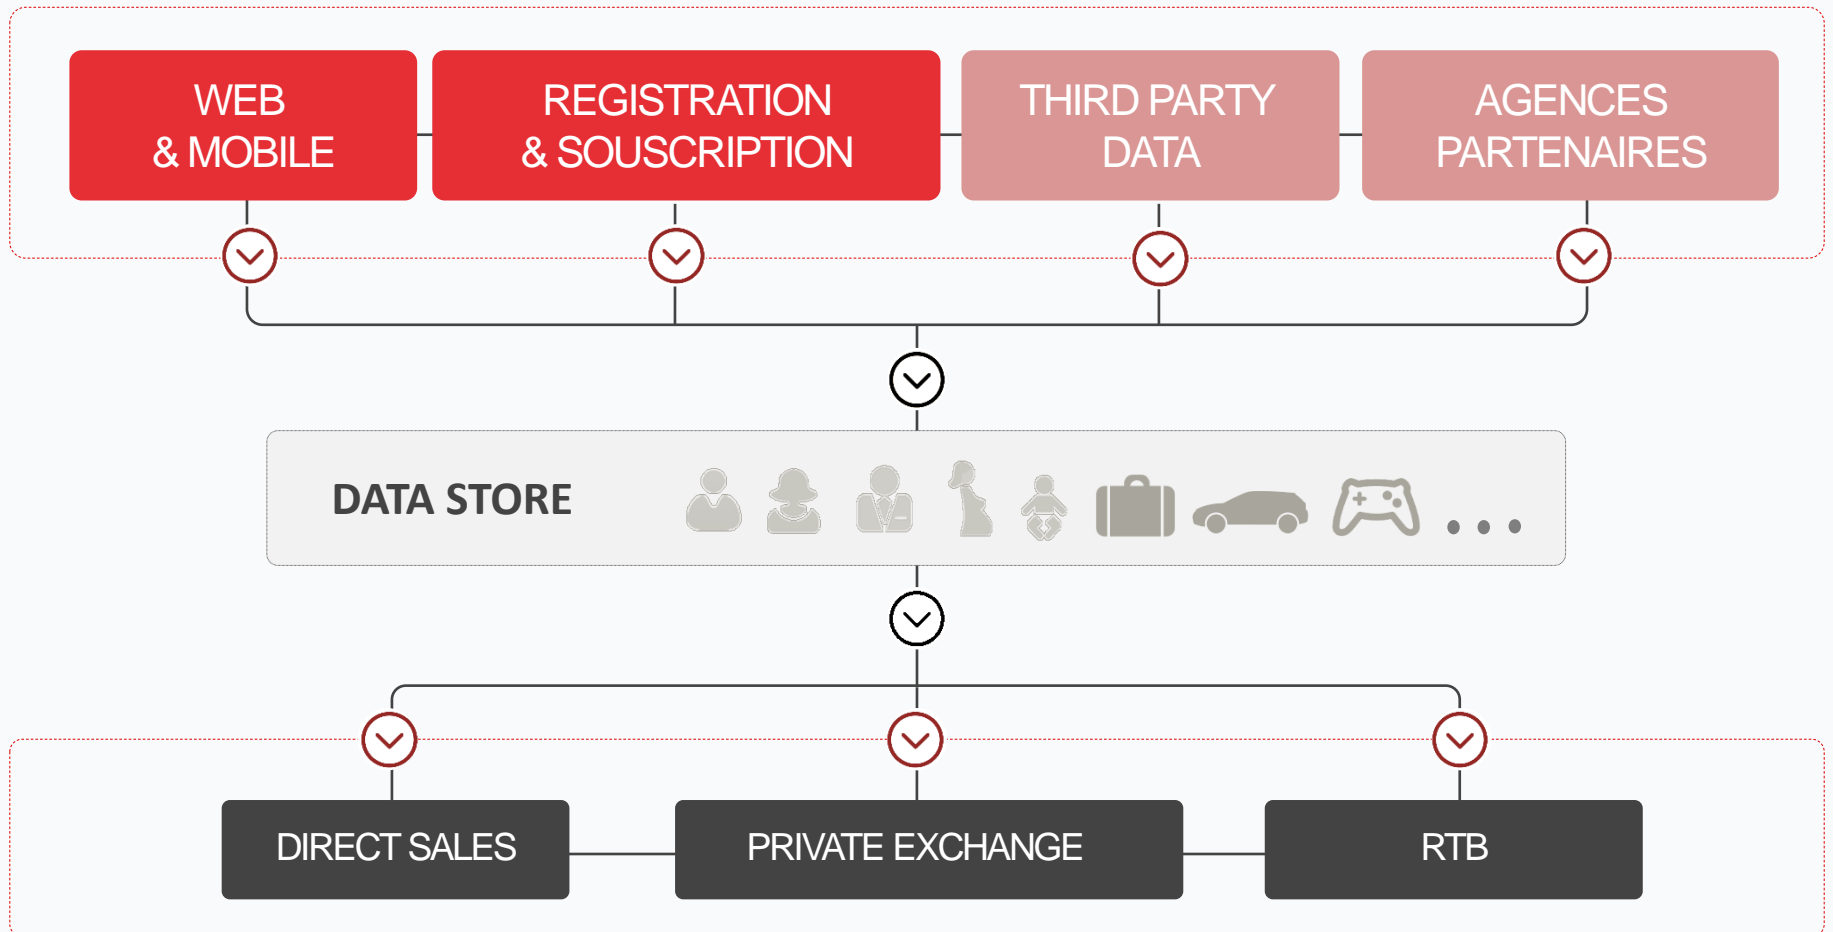 WEB
& MOBILE
REGISTRATION
& SOUSCRIPTION
THIRD PARTY
DATA
AGENCES
PARTENAIRES
DATA STORE
...
DIRECT SALES
PRIVATE EXCHANGE
RTB